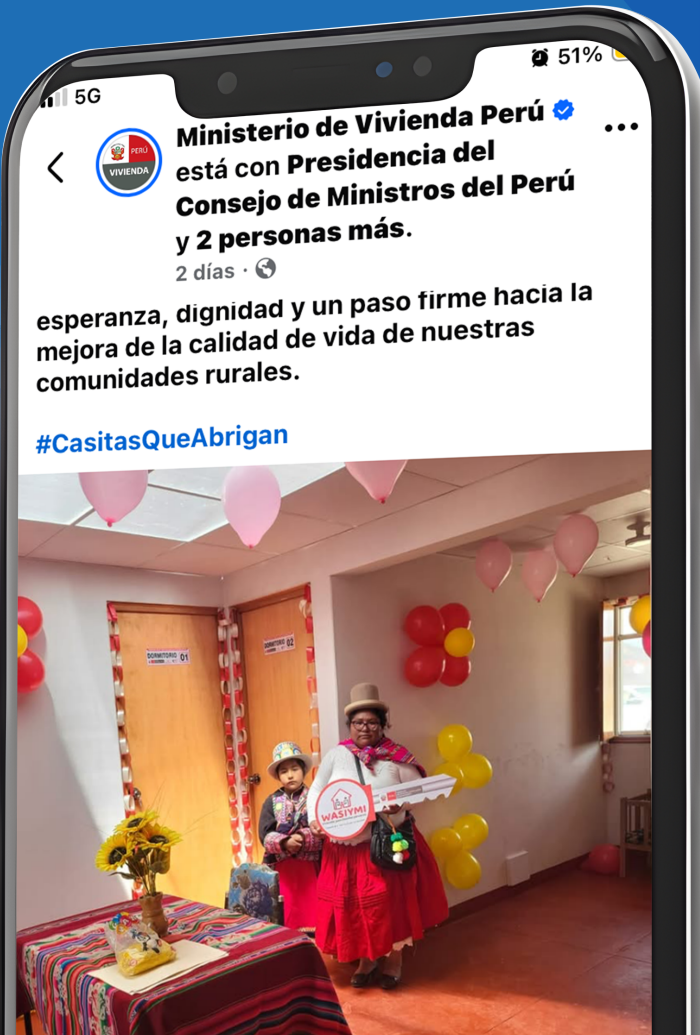 5G
51%
PERÚ
VIVIENDA
Ministerio de Vivienda Perú
está con Presidencia del
Consejo de Ministros del Perú
y 2 personas más.
2 días ·
esperanza, dignidad y un paso firme hacia la
mejora de la calidad de vida de nuestras
comunidades rurales.
#CasitasQueAbrigan
DORMITORIO 01
DORMITORIO 02
WASIYMI